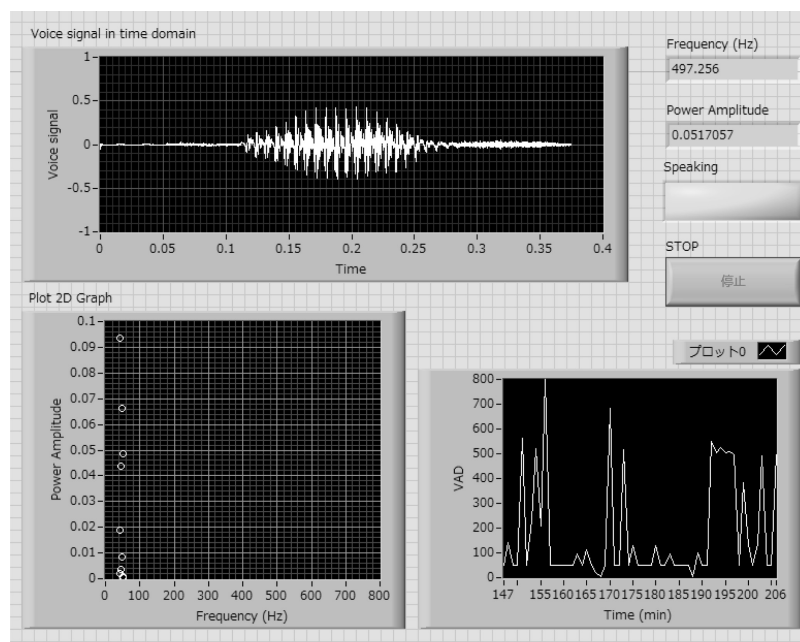 Voice signal in time domain
1
0.5
0
-0.5
-1
Voice signal
0 0.05 0.1 0.15 0.2 0.25 0.3 0.35 0.4
Time
Frequency (Hz)
497.256
Power Amplitude
0.0517057
Speaking
STOP
停止
Plot 2D Graph
0.1
0.09
0.08
0.07
0.06
0.05
0.04
0.03
0.02
0.01
0
Power Amplitude
0 100 200 300 400 500 600 700 800
Frequency (Hz)
プロット0
800
700
600
500
400
300
200
100
0
VAD
147 155 160 165 170 175 180 185 190 195 200 206
Time (min)